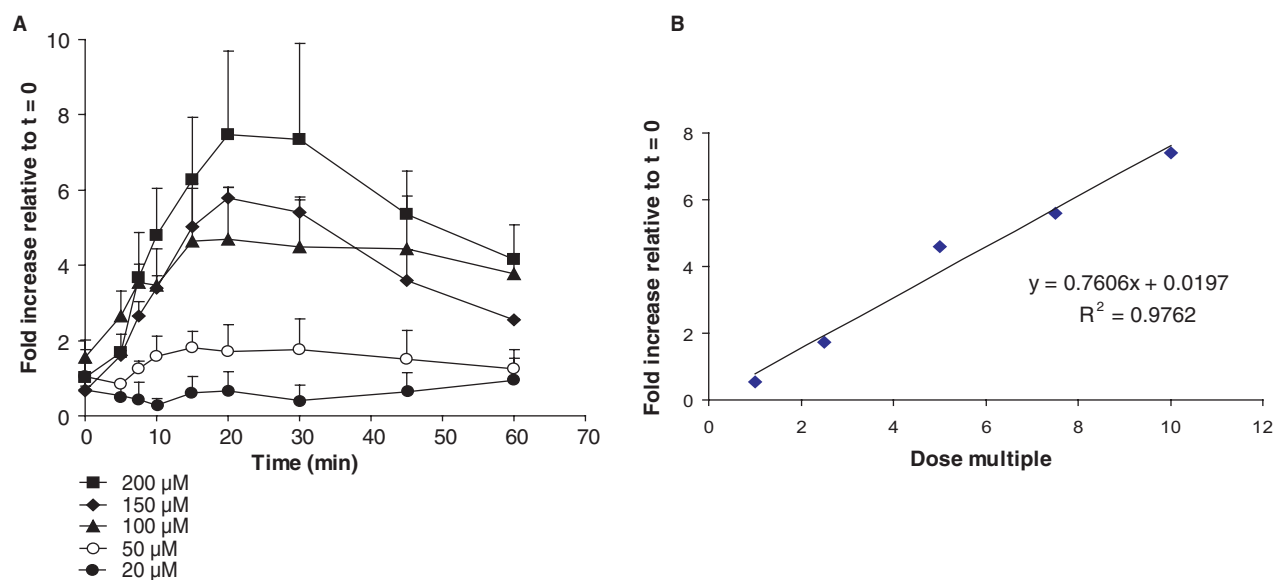 A
Fold increase relative to t = 0
10
8
6
4
2
0
0 10 20 30 40 50 60 70
Time (min)
200 µM
150 µM
100 µM
50 µM
20 µM
B
Fold increase relative to t = 0
8
6
4
2
0
0 2 4 6 8 10 12
Dose multiple
y = 0.7606x + 0.0197
R² = 0.9762